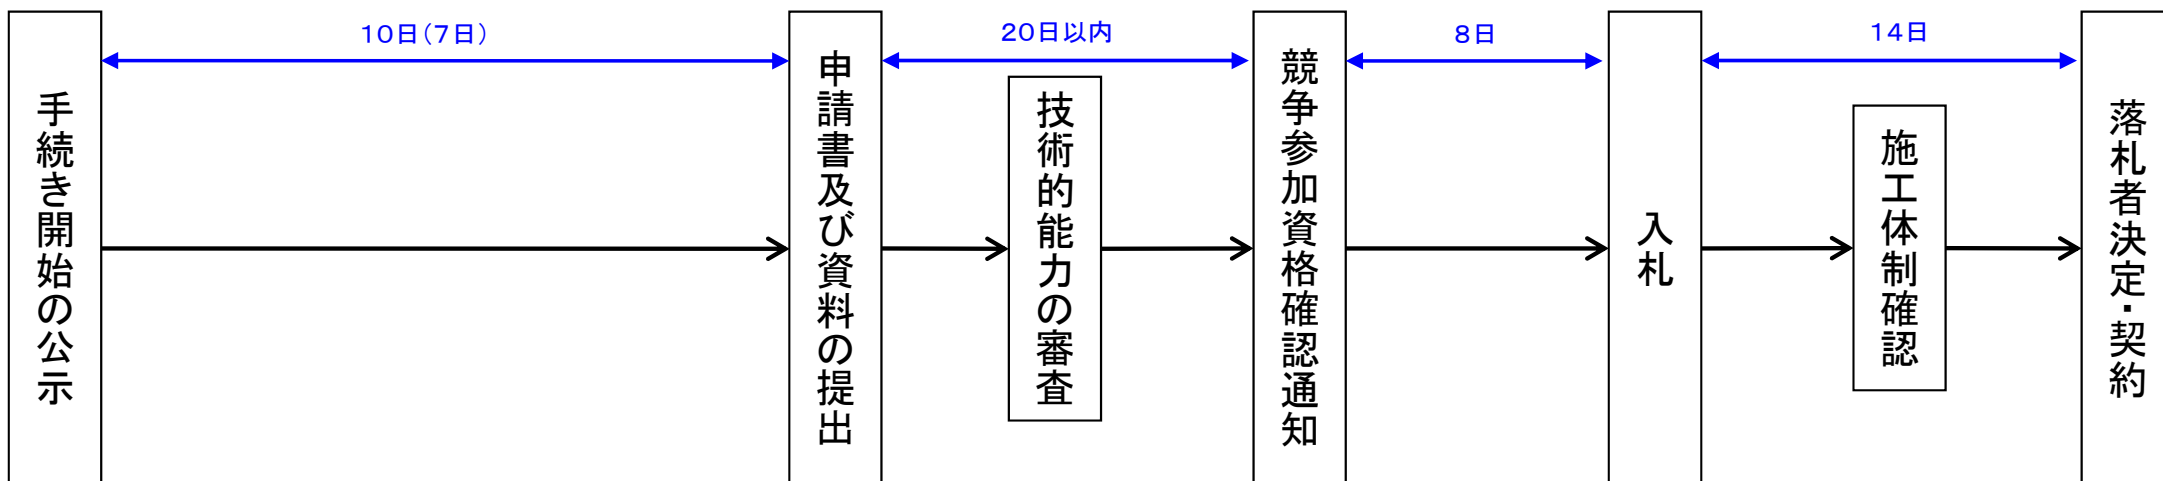 手続き開始の公示
10日(7日)
申請書及び資料の提出
20日以内
技術的能力の審査
競争参加資格確認通知
8日
入札
14日
施工体制確認
落札者決定・契約